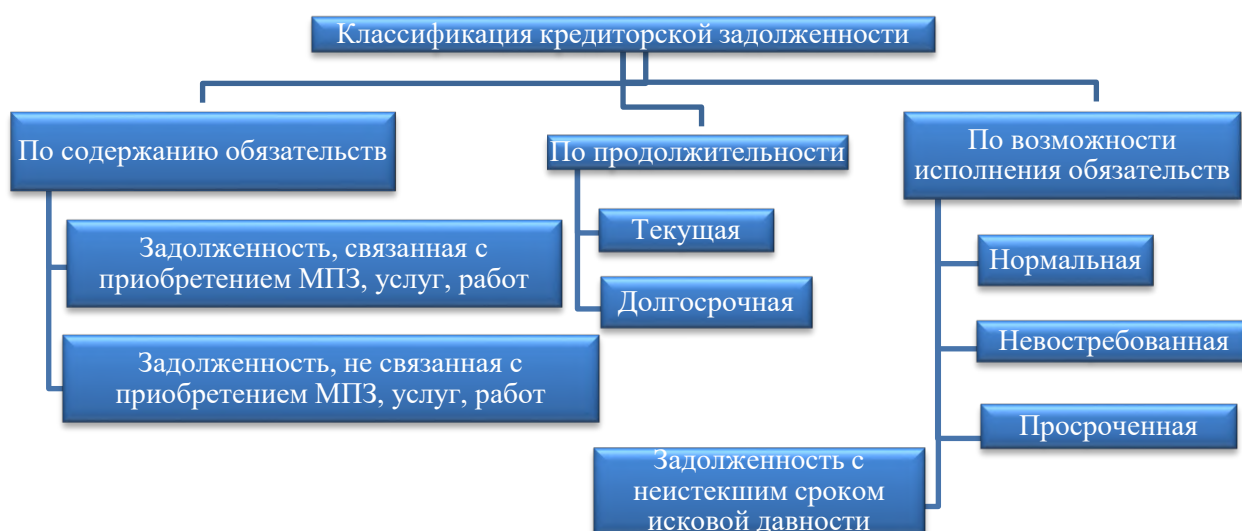 Классификация кредиторской задолженности
По содержанию обязательств
Задолженность, связанная с
приобретением МПЗ, услуг, работ
Задолженность, не связанная с
приобретением МПЗ, услуг, работ
По продолжительности
Текущая
Долгосрочная
По возможности
исполнения обязательств
Нормальная
Невостребованная
Просроченная
Задолженность с
неистекшим сроком
исковой давности